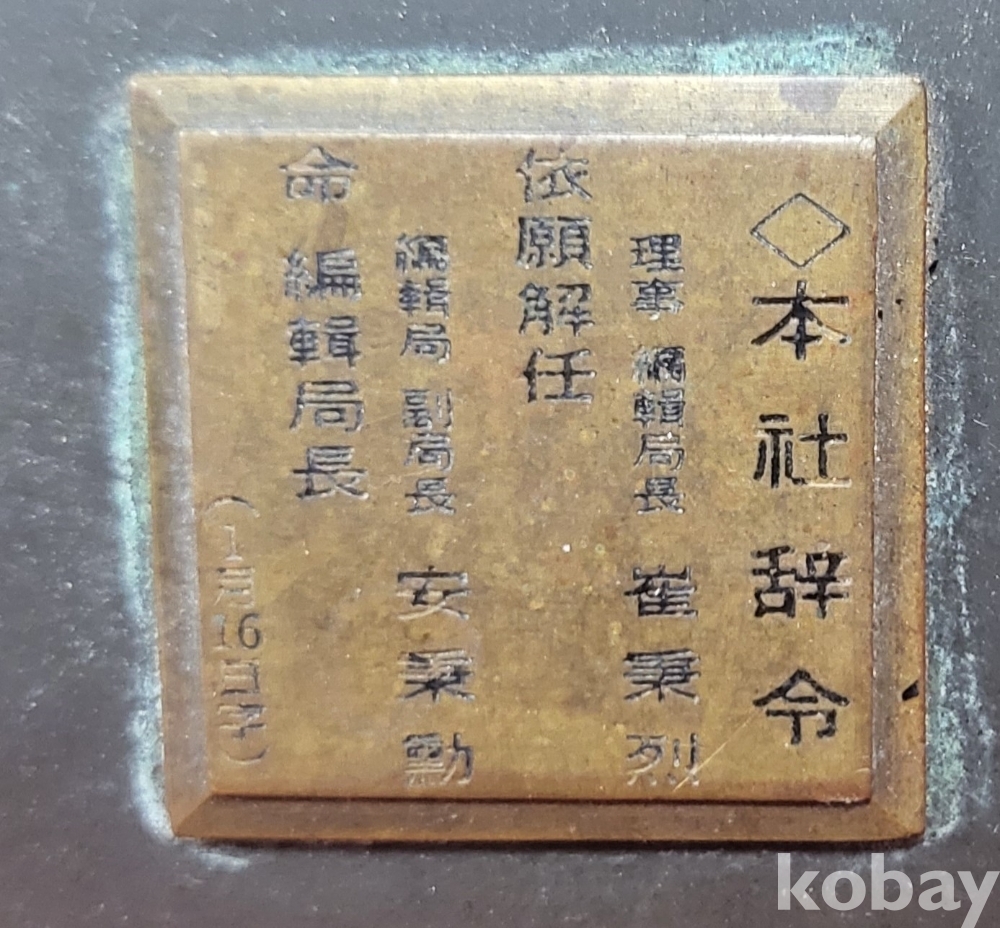 ◇本社辞令
理事 編輯局長 崔秉烈
依願解任
編輯局 副局長 安秉勳
命 編輯局長
(1月16日字)
kobay